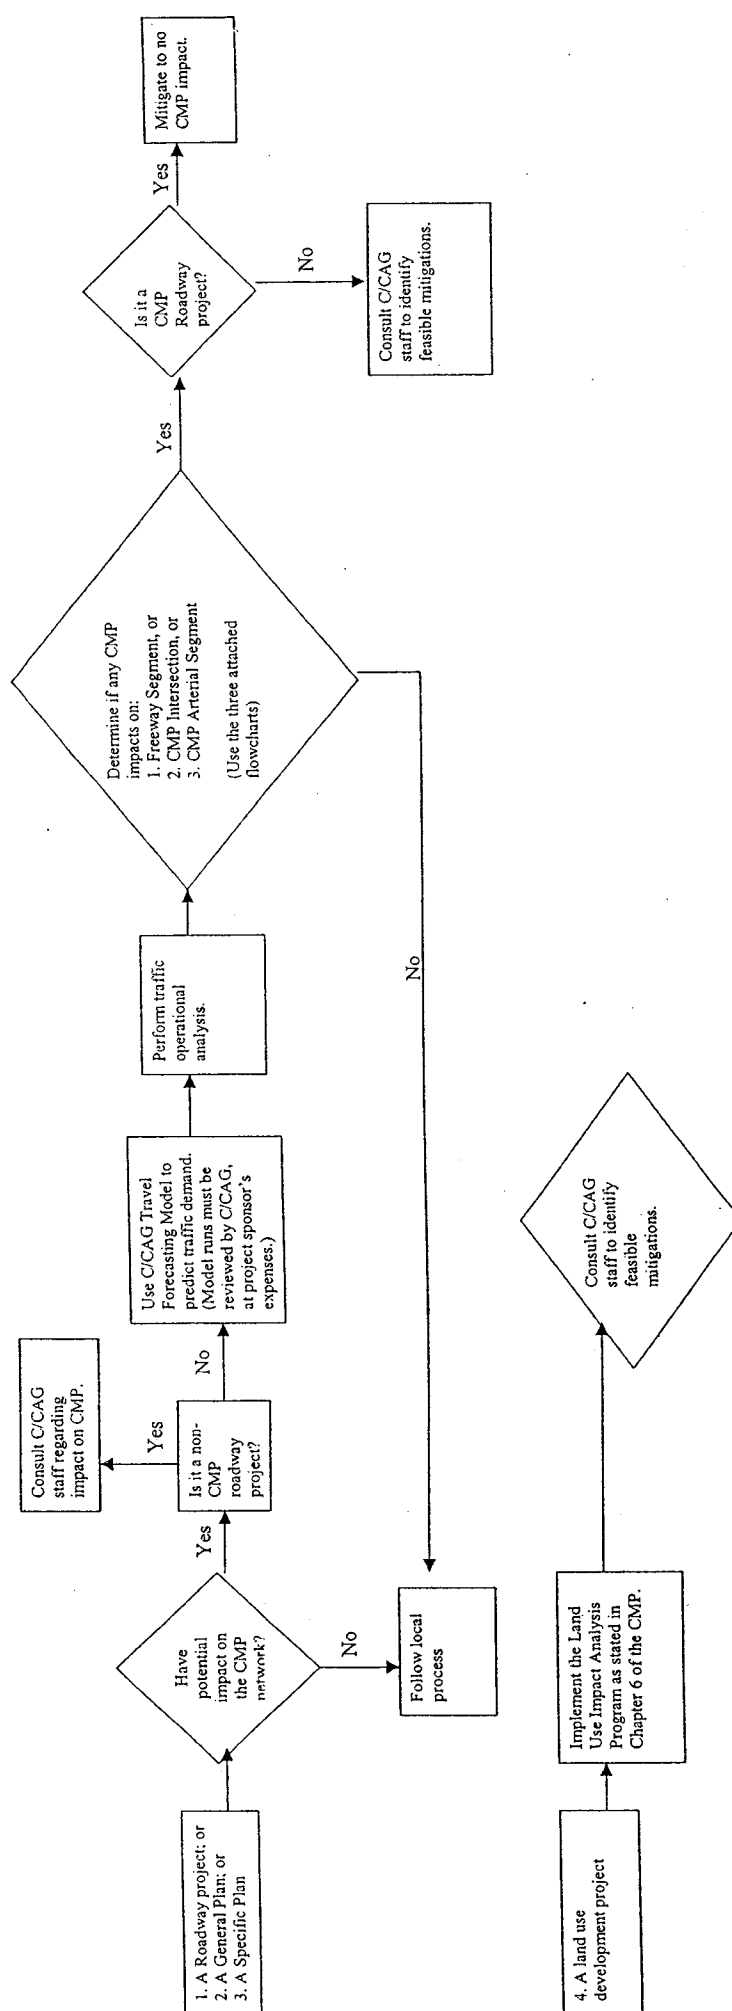 1. A Roadway project; or
2. A General Plan; or
3. A Specific Plan
Have
potential
impact on
the CMP
network?
Yes
No
Follow local
process
Is it a non-
CMP
roadway
project?
Yes
Consult C/CAG
staff regarding
impact on CMP.
No
Use C/CAG Travel
Forecasting Model to
predict traffic demand.
(Model runs must be
reviewed by C/CAG,
at project sponsor's
expenses.)
Perform traffic
operational
analysis.
Determine if any CMP
impacts on:
1. Freeway Segment, or
2. CMP Intersection, or
3. CMP Arterial Segment
(Use the three attached
flowcharts)
No
Yes
Is it a
CMP
Roadway
project?
Yes
Mitigate to no
CMP impact.
No
Consult C/CAG
staff to identify
feasible mitigations.
4. A land use
development project
Implement the Land
Use Impact Analysis
Program as stated in
Chapter 6 of the CMP.
Consult C/CAG
staff to identify
feasible
mitigations.